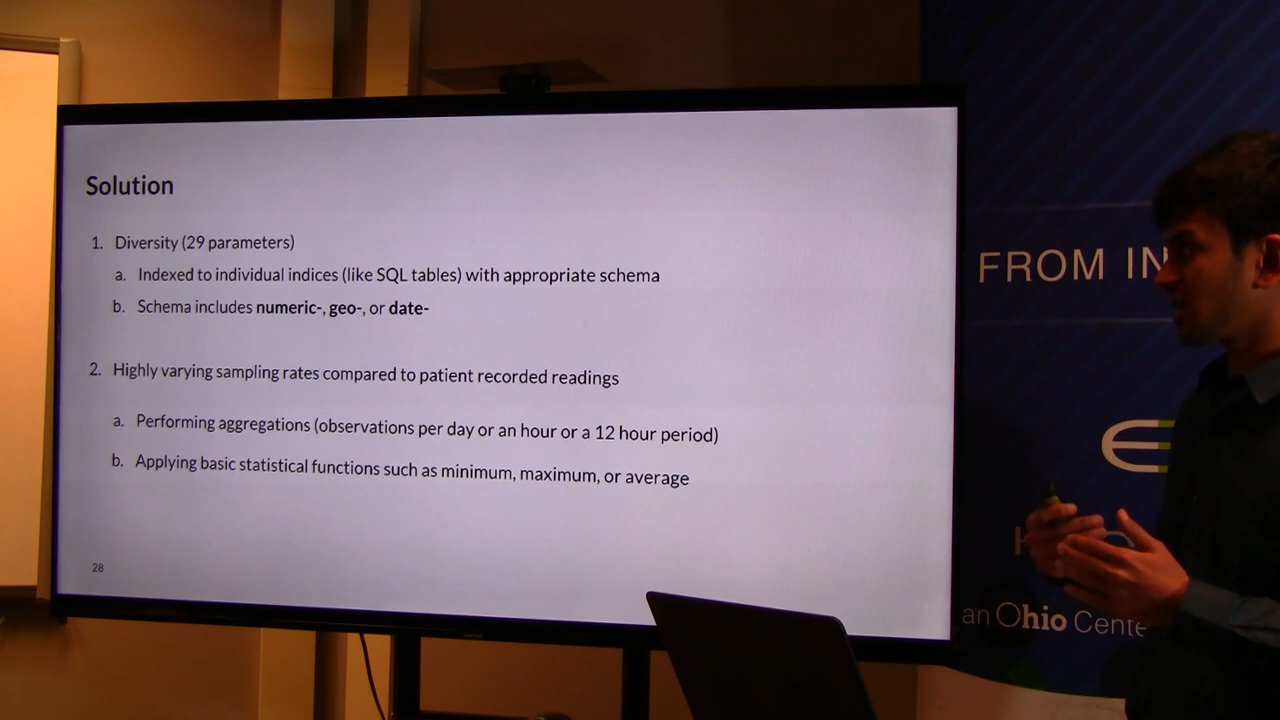 Solution
1. Diversity (29 parameters)
a. Indexed to individual indices (like SQL tables) with appropriate schema
b. Schema includes numeric-, geo-, or date-
2. Highly varying sampling rates compared to patient recorded readings
a. Performing aggregations (observations per day or an hour or a 12 hour period)
b. Applying basic statistical functions such as minimum, maximum, or average
28
FROM IN
an Ohio Cente